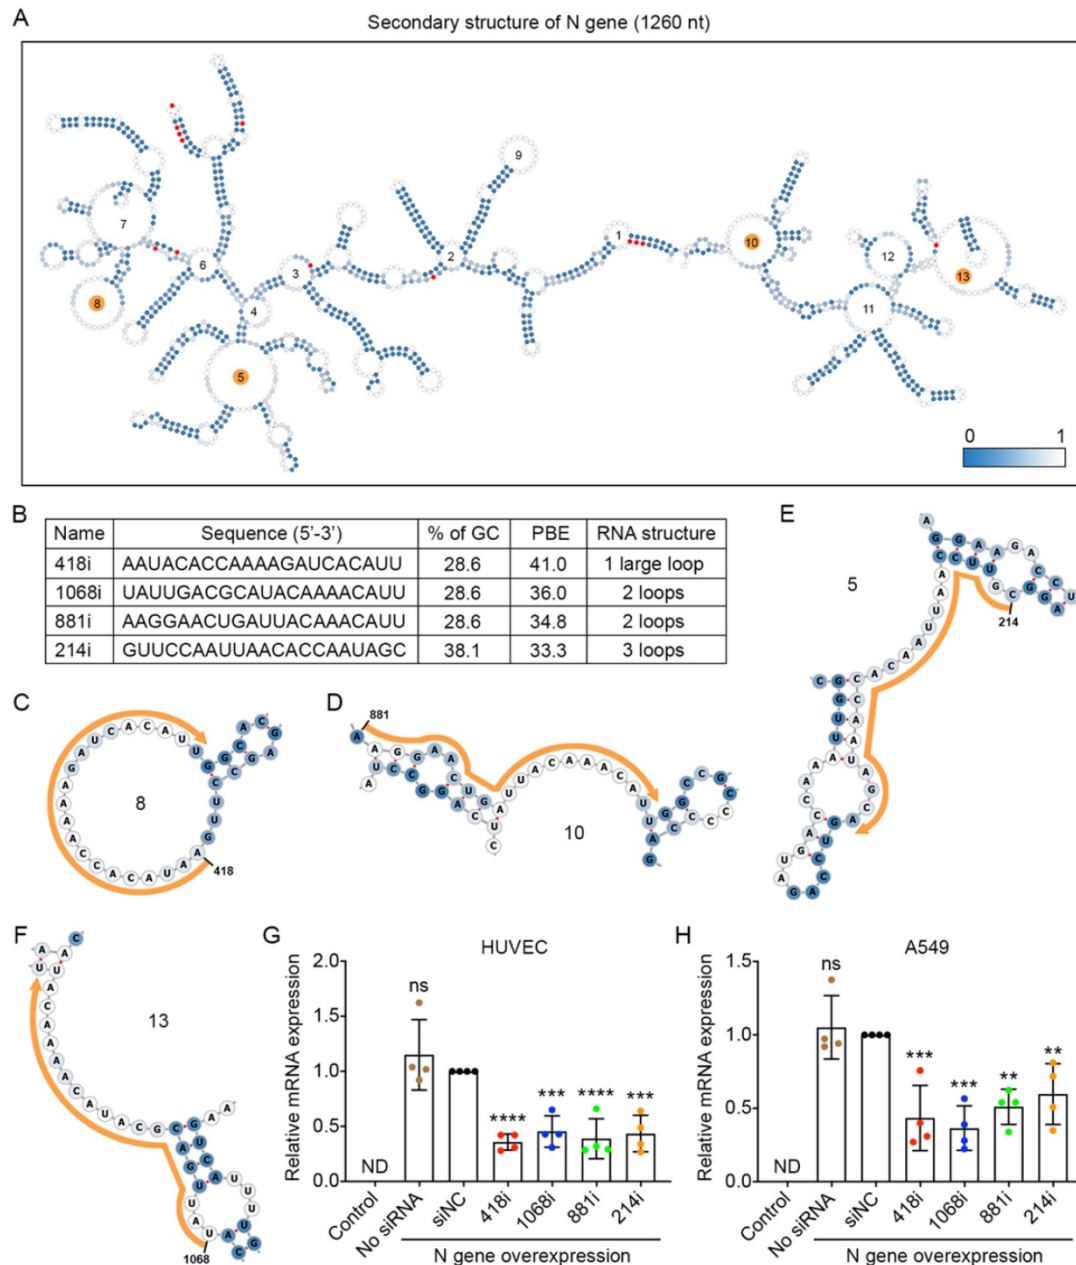 A
Secondary structure of N gene (1260 nt)
9
7
10
1
2
6
12
3
13
8
4
11
5
0 1
B
E
Name Sequence (5'-3') % of GC PBE RNA structure
418i AAUACACCAAAAGAUCACAUU 28.6 41.0 1 large loop
1068i UAUUGACGCAUACAAAACAUU 28.6 36.0 2 loops
881i AAGGAACUGAUUACAAACAUU 28.6 34.8 2 loops
214i GUUCCAAUUAACACCAAUAGC 38.1 33.3 3 loops
5
214
C
8
418
D
881
10
F
13
1068
G
HUVEC
Relative mRNA expression
2.0
1.5
1.0
0.5
0.0
ND
ns
****
***
****
***
Control
No siRNA
siNC
418i
1068i
881i
214i
N gene overexpression
H
A549
Relative mRNA expression
1.5
1.0
0.5
0.0
ND
ns
***
***
**
**
Control
No siRNA
siNC
418i
1068i
881i
214i
N gene overexpression